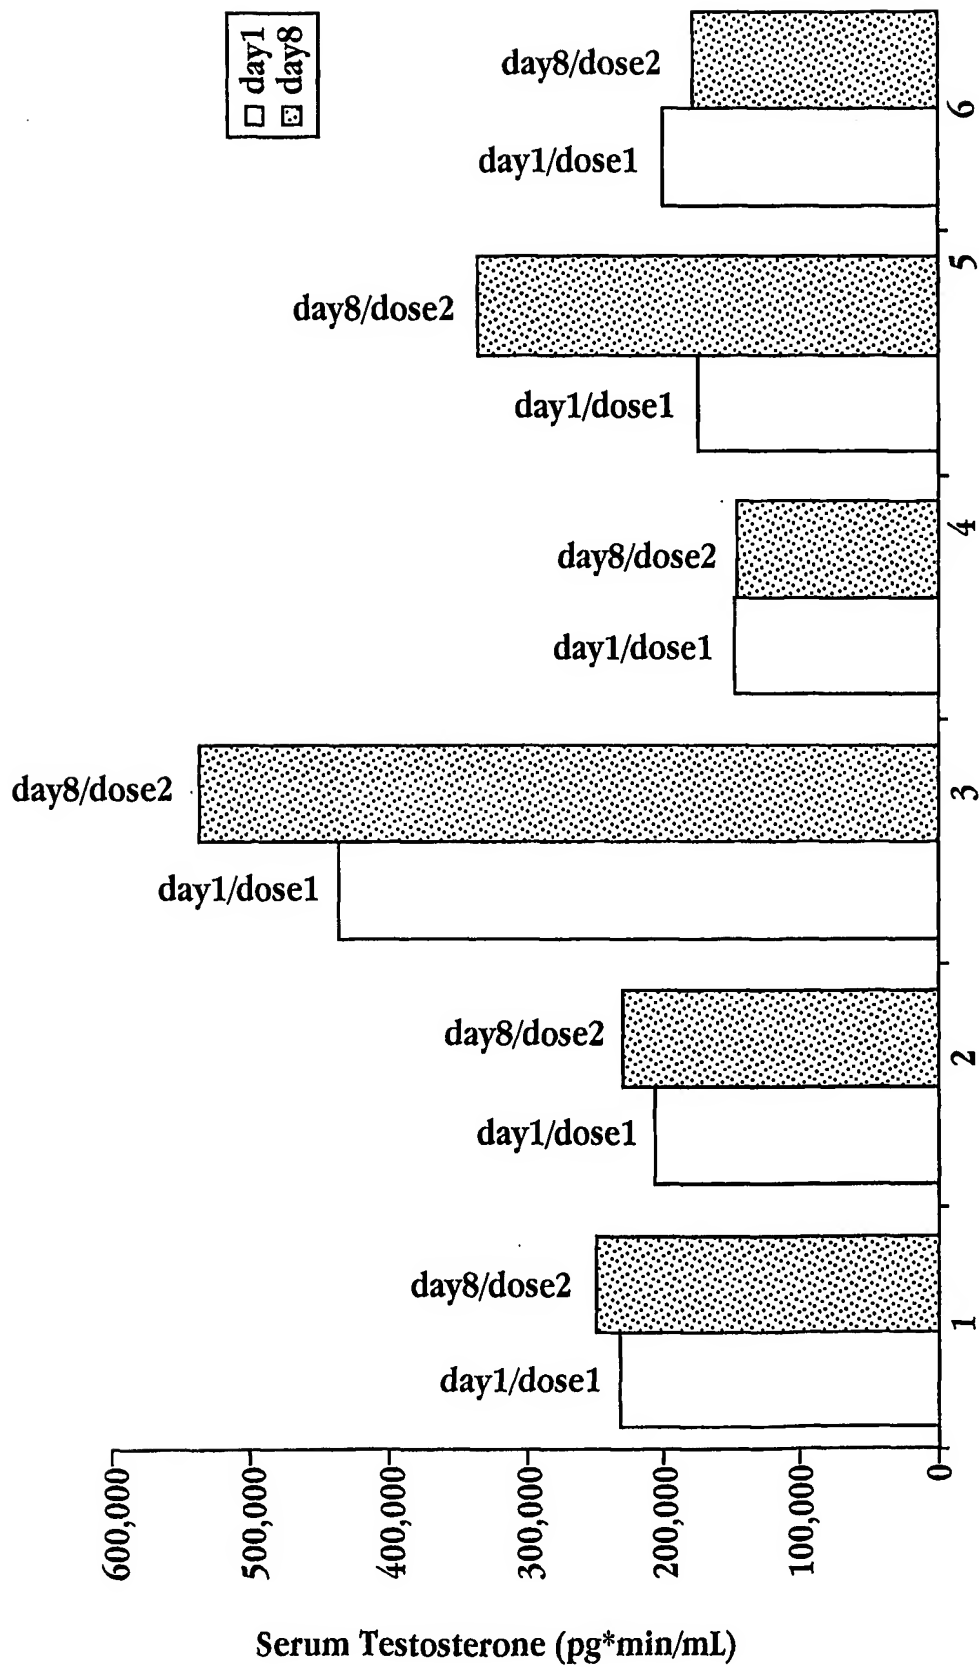 day1
day8
day8/dose2
day1/dose1
day8/dose2
day1/dose1
day8/dose2
day1/dose1
day8/dose2
day1/dose1
day8/dose2
day1/dose1
day8/dose2
day1/dose1
600,000
500,000
400,000
300,000
200,000
100,000
0
1
2
3
4
5
6
Serum Testosterone (pg*min/mL)